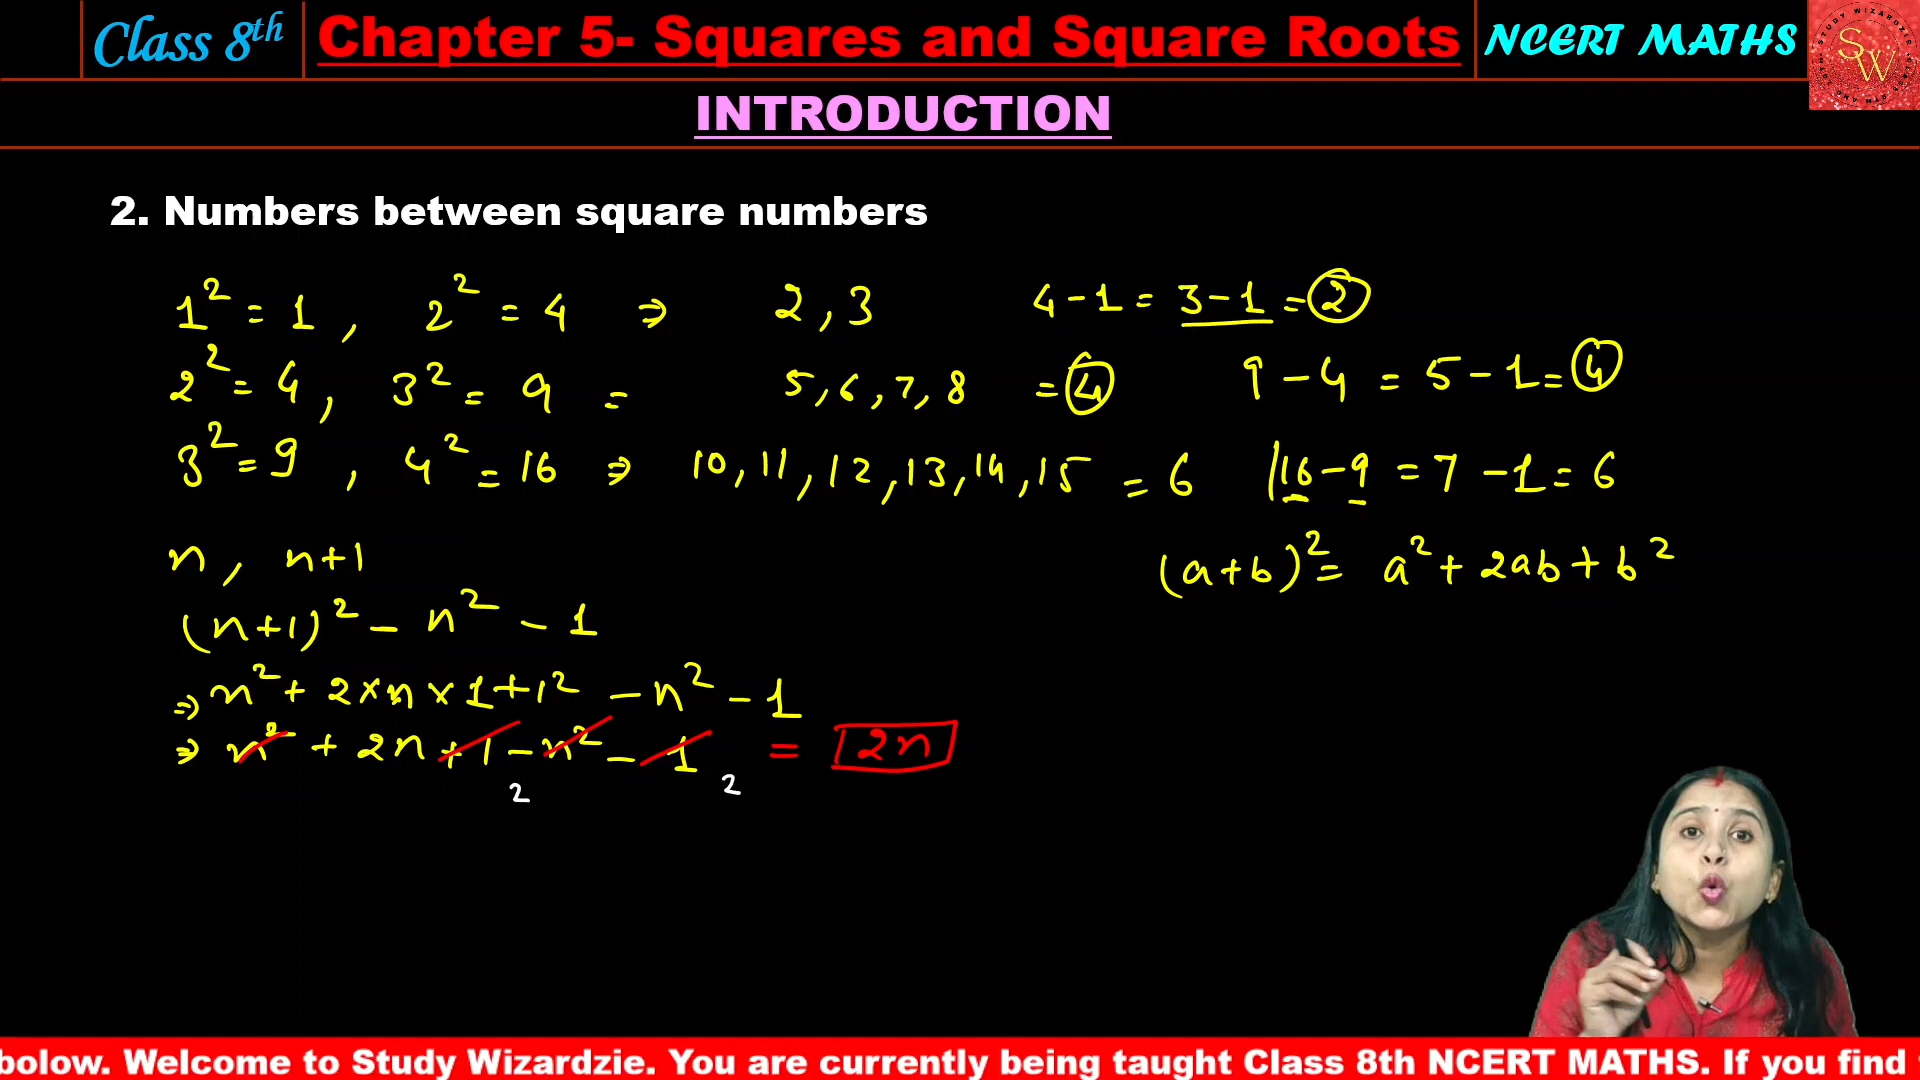 Class 8th Chapter 5- Squares and Square Roots NCERT MATHS
SW
INTRODUCTION
2. Numbers between square numbers
1² = 1 , 2² = 4 ⇒ 2 , 3 4 - 1 = 3 - 1 = 2
2² = 4 , 3² = 9 = 5 , 6 , 7 , 8 = 4 9 - 4 = 5 - 1 = 4
3² = 9 , 4² = 16 ⇒ 10 , 11 , 12 , 13 , 14 , 15 = 6 16 - 9 = 7 - 1 = 6
n , n+1 (a+b)² = a² + 2ab + b²
(n+1)² - n² - 1
⇒ n² + 2×n×1+1² - n² - 1
⇒ n² + 2n + 1 - n² - 1 = 2n
2 2
bolow. Welcome to Study Wizardzie. You are currently being taught Class 8th NCERT MATHS. If you find